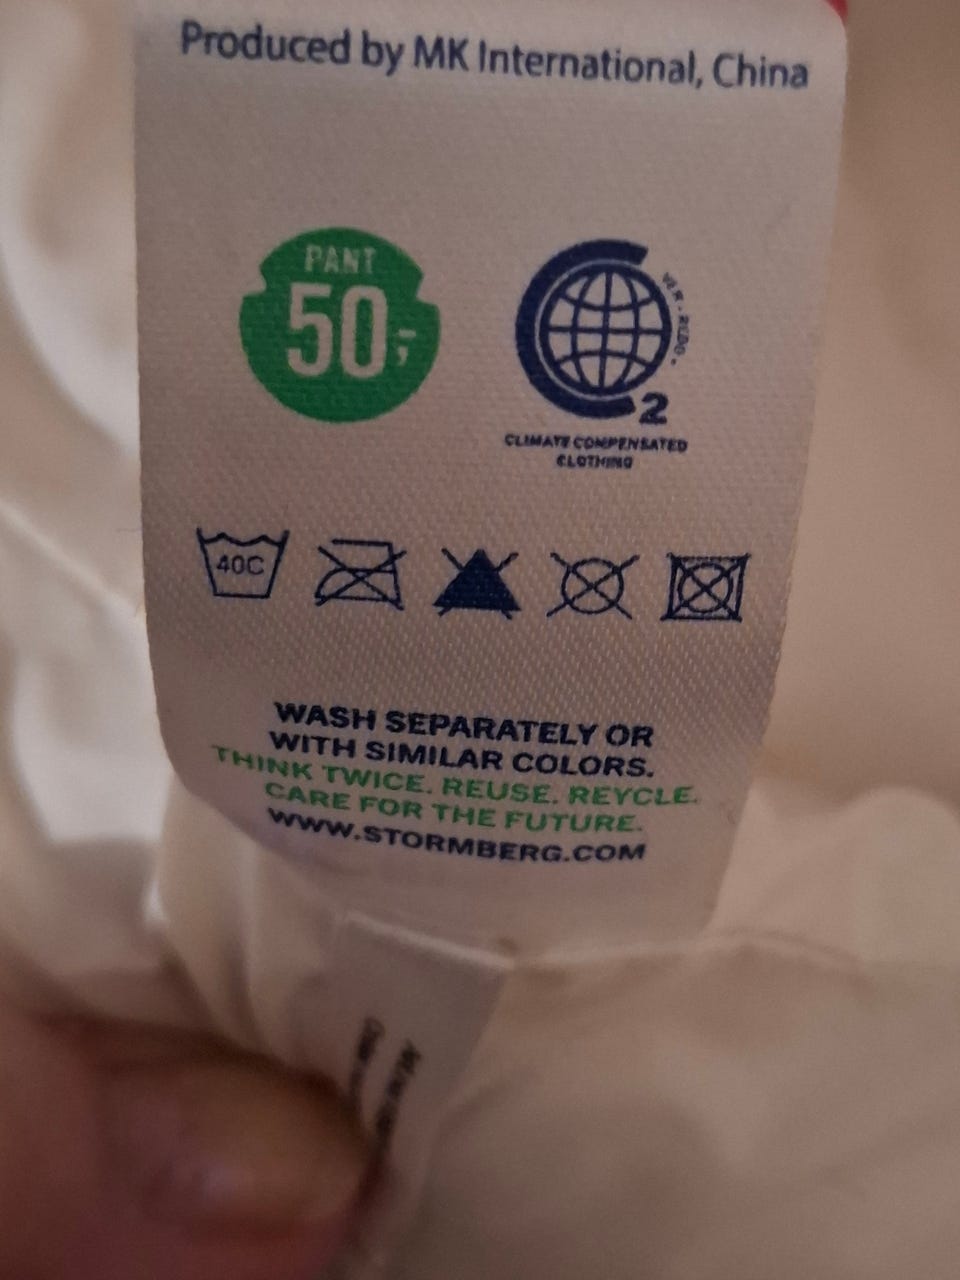 Produced by MK International, China
PANT
50,-
2
CLIMATE COMPENSATED
CLOTHING
40C
WASH SEPARATELY OR
WITH SIMILAR COLORS.
THINK TWICE. REUSE. REYCLE.
CARE FOR THE FUTURE.
WWW.STORMBERG.COM